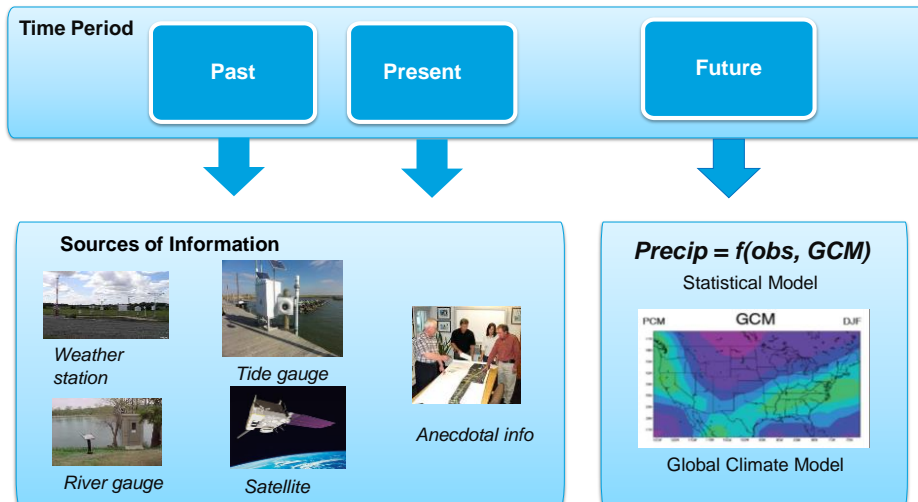 Time Period
Past
Present
Future
Sources of Information
Weather
station
Tide gauge
River gauge
Satellite
Anecdotal info
Precip = f(obs, GCM)
Statistical Model
PCM
GCM
DJF
Global Climate Model